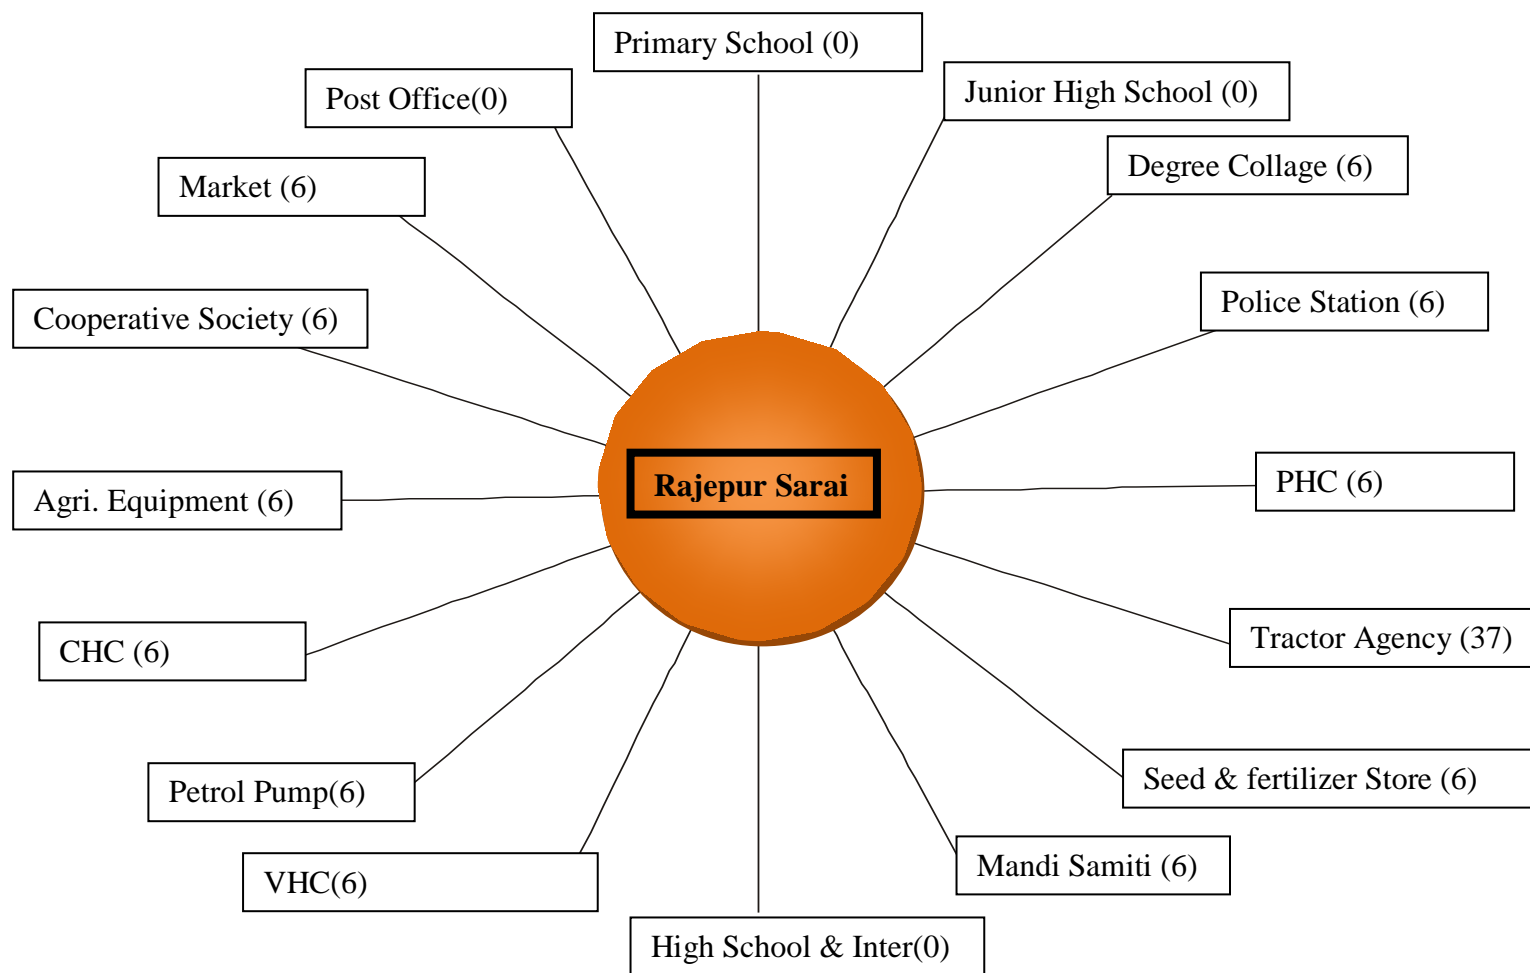 Primary School (0)
Post Office(0)
Junior High School (0)
Market (6)
Degree Collage (6)
Cooperative Society (6)
Police Station (6)
Agri. Equipment (6)
Rajepur Sarai
PHC (6)
CHC (6)
Tractor Agency (37)
Petrol Pump(6)
Seed & fertilizer Store (6)
VHC(6)
Mandi Samiti (6)
High School & Inter(0)